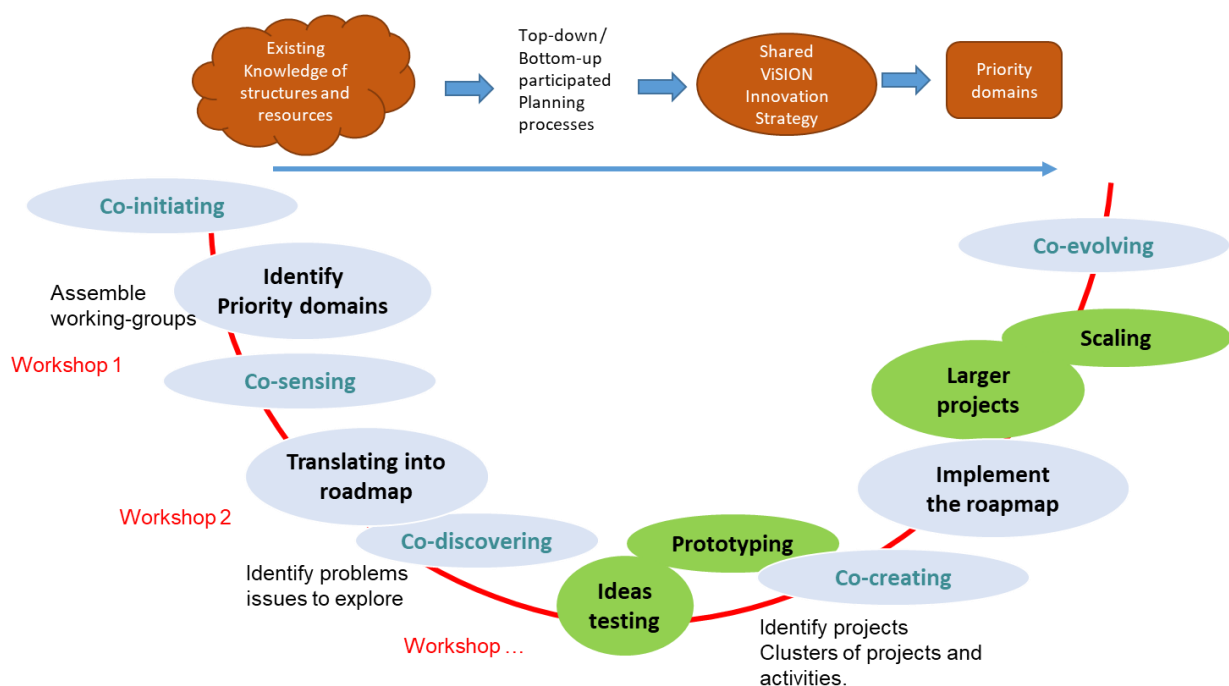 Existing
Knowledge of
structures and
resources
Top-down/
Bottom-up
participated
Planning
processes
Shared
ViSION
Innovation
Strategy
Priority
domains
Co-initiating
Identify
Priority domains
Assemble
working-groups
Workshop 1
Co-sensing
Translating into
roadmap
Workshop 2
Co-discovering
Identify problems
issues to explore
Workshop ...
Ideas
testing
Prototyping
Co-creating
Identify projects
Clusters of projects and
activities.
Implement
the roapmap
Larger
projects
Scaling
Co-evolving